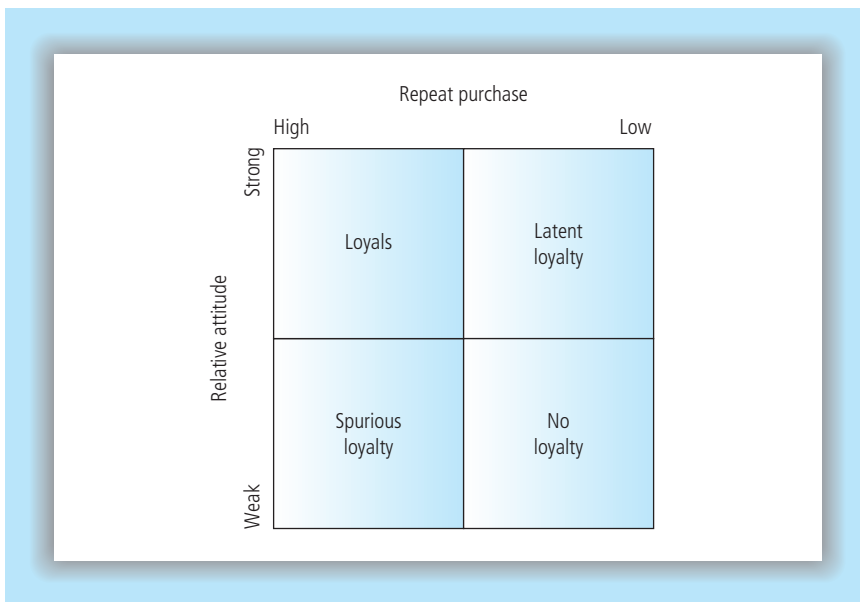 Repeat purchase
High Low
Strong
Loyals
Latent
loyalty
Relative attitude
Spurious
loyalty
No
loyalty
Weak